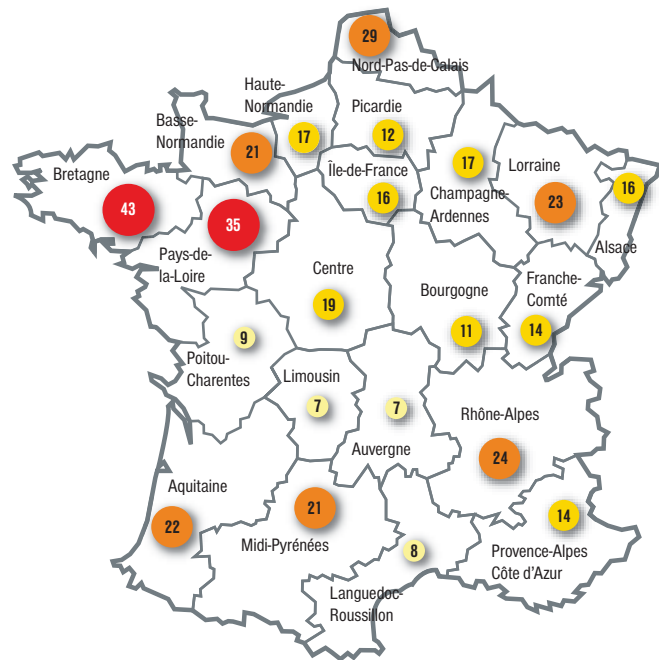 29
Nord-Pas-de-Calais
Haute-
Normandie
17
Picardie
12
Basse-
Normandie
21
Île-de-France
16
17
Champagne-
Ardennes
Lorraine
23
16
Alsace
Bretagne
43
35
Pays-de-
la-Loire
Centre
19
Bourgogne
11
Franche-
Comté
14
9
Poitou-
Charentes
Limousin
7
7
Auvergne
Rhône-Alpes
24
Aquitaine
22
21
Midi-Pyrénées
8
Languedoc-
Roussillon
14
Provence-Alpes
Côte d'Azur